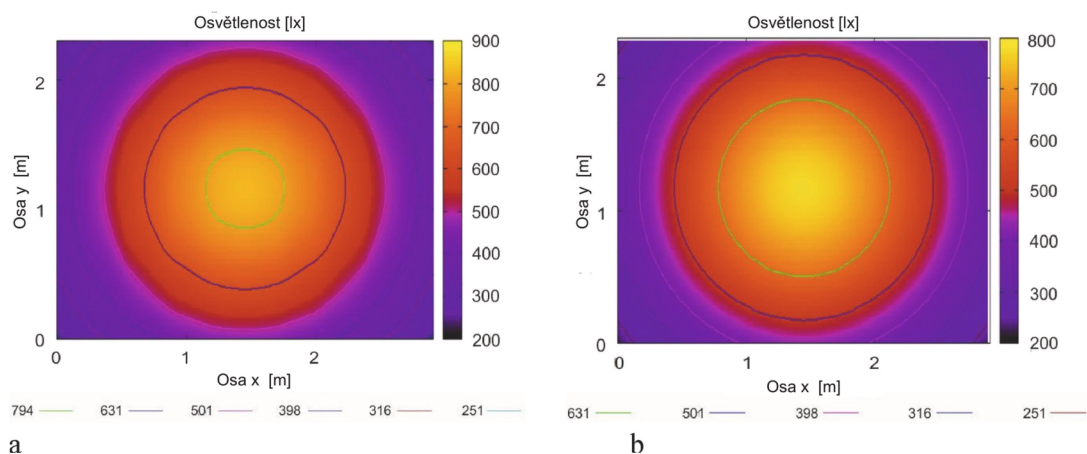 Osvětlenost [lx]
900
800
700
600
500
400
300
200
Osa y [m]
2
1
0
0 1 2
Osa x [m]
794 631 501 398 316 251
a
Osvětlenost [lx]
800
700
600
500
400
300
200
Osa y [m]
2
1
0
0 1 2
Osa x [m]
631 501 398 316 251
b